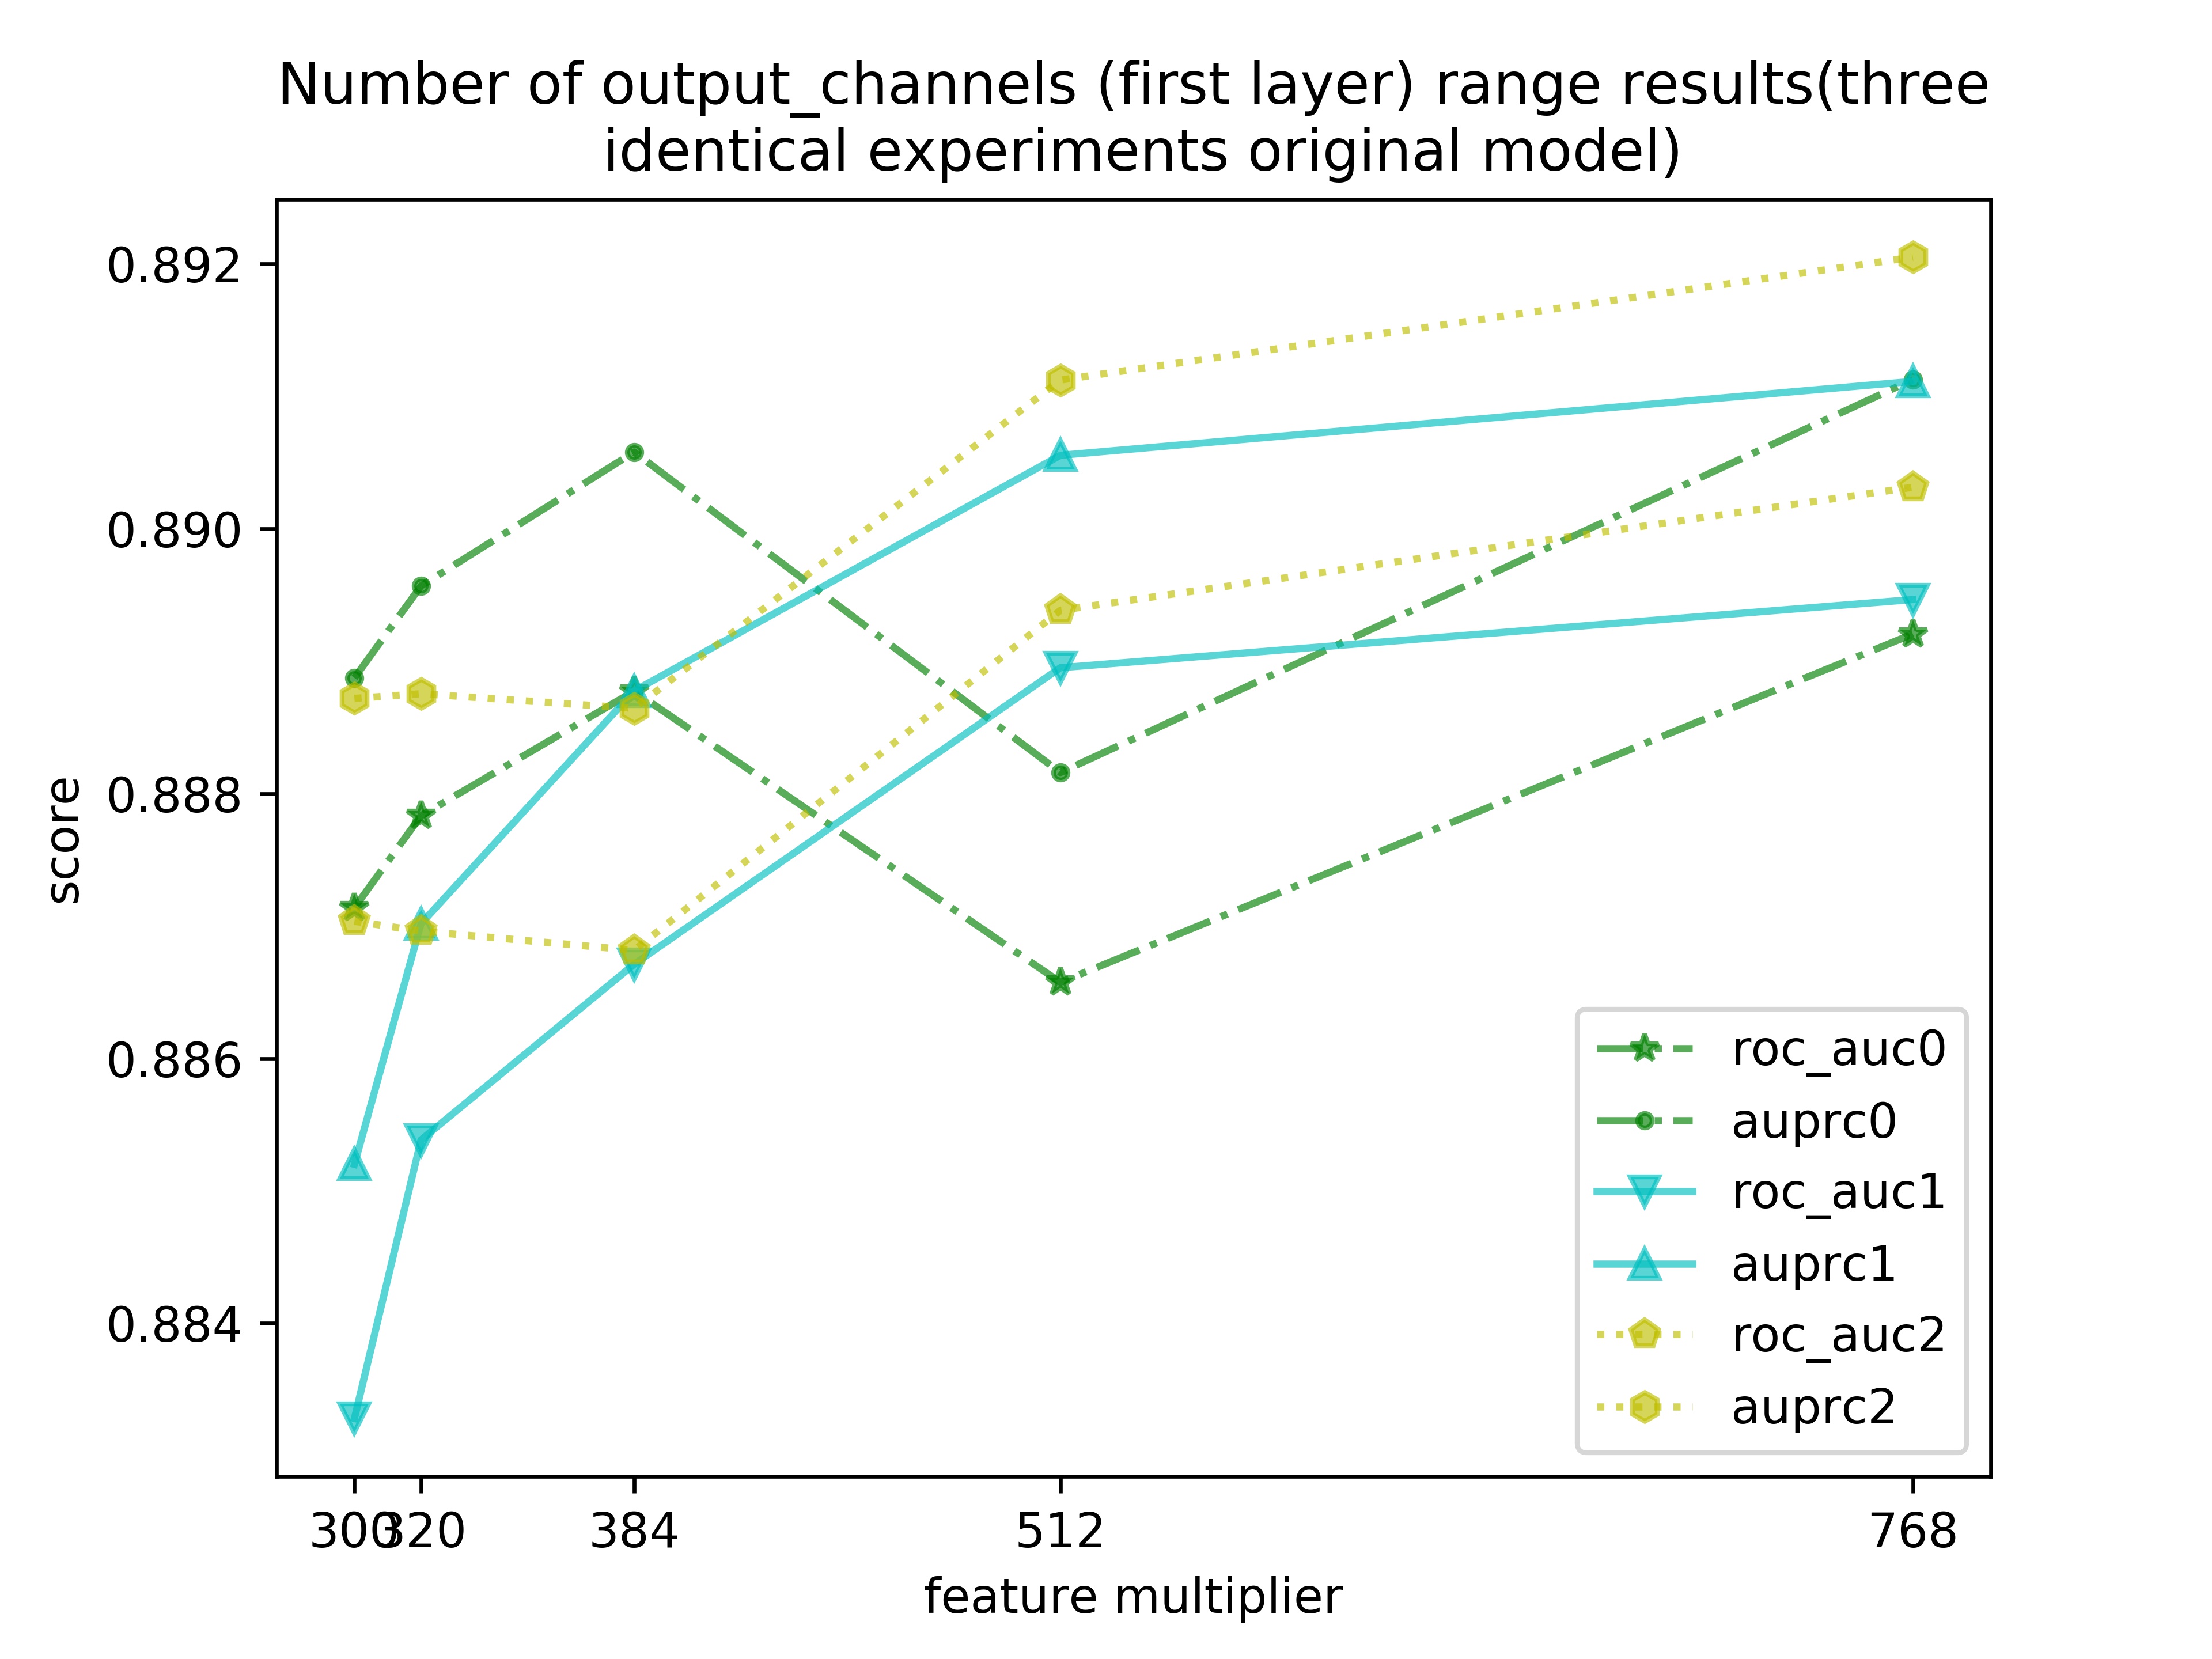 Number of output_channels (first layer) range results(three
identical experiments original model)
0.892
0.890
0.888
0.886
0.884
score
300
320
384
512
768
feature multiplier
roc_auc0
auprc0
roc_auc1
auprc1
roc_auc2
auprc2